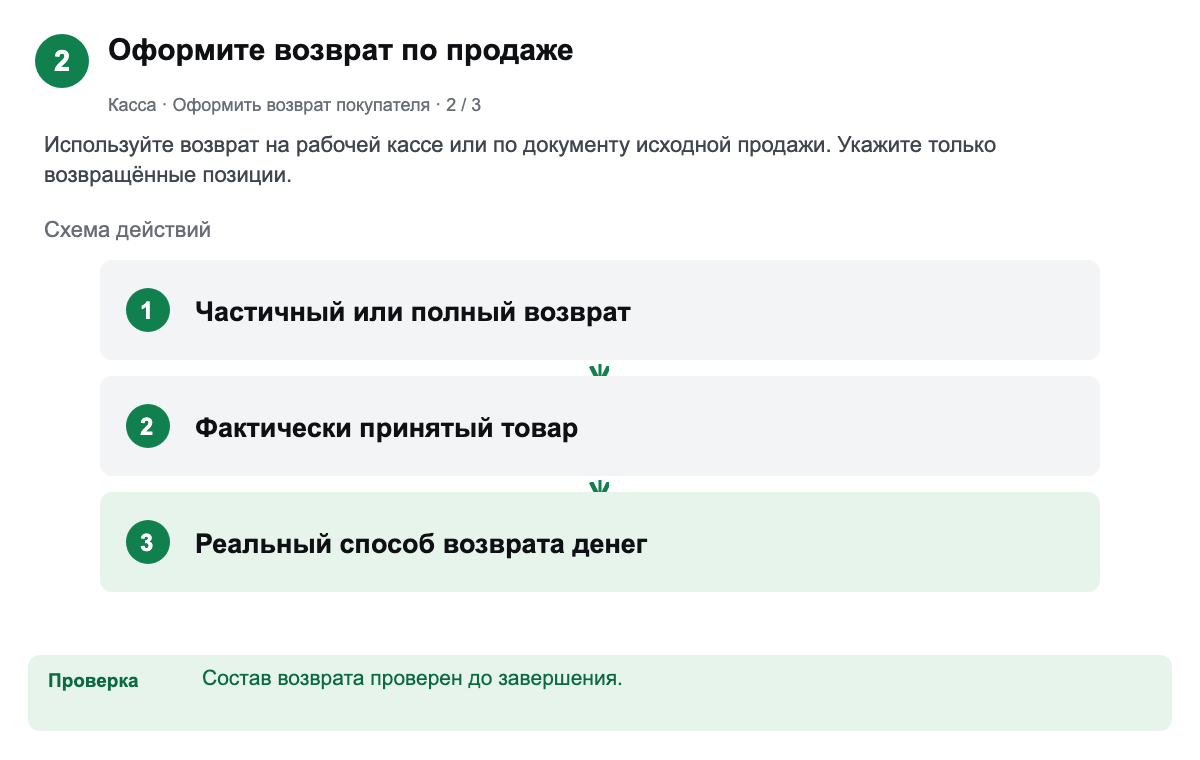 2
Оформите возврат по продаже
Касса · Оформить возврат покупателя · 2 / 3
Используйте возврат на рабочей кассе или по документу исходной продажи. Укажите только
возвращённые позиции.
Схема действий
1 Частичный или полный возврат
2 Фактически принятый товар
3 Реальный способ возврата денег
Проверка Состав возврата проверен до завершения.